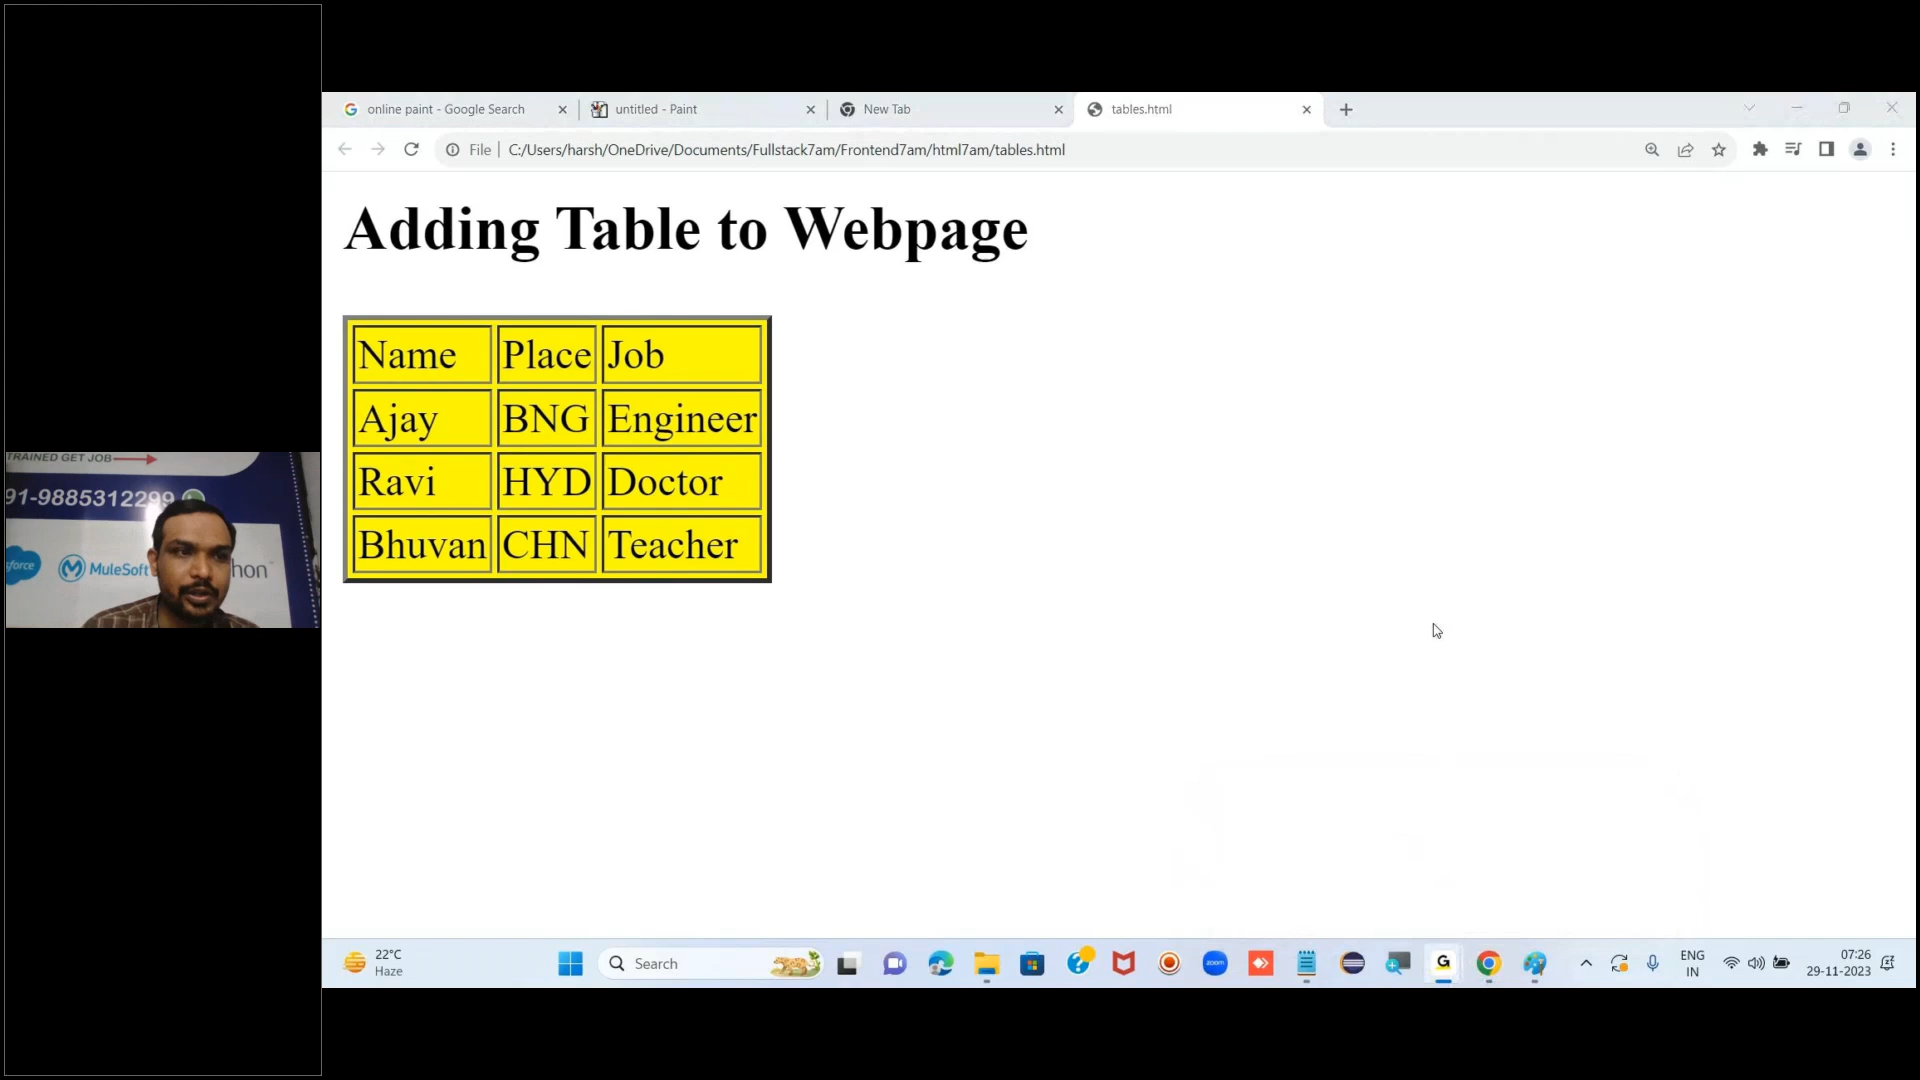 online paint - Google Search
untitled - Paint
New Tab
tables.html
File
C:/Users/harsh/OneDrive/Documents/Fullstack7am/Frontend7am/html7am/tables.html
Adding Table to Webpage
Name Place Job
Ajay BNG Engineer
Ravi HYD Doctor
Bhuvan CHN Teacher
TRAINED GET JOB
91-9885312299
force MuleSoft hon
22°C
Haze
Search
zoom
G
ENG
IN
07:26
29-11-2023